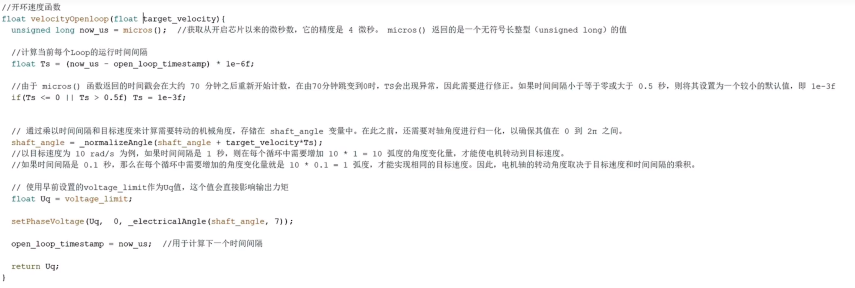 //开环速度函数
float velocityOpenloop(float target_velocity){
unsigned long now_us = micros(); //获取从开启芯片以来的微秒数，它的精度是 4 微秒。 micros() 返回的是一个无符号长整型（unsigned long）的值
//计算当前每个Loop的运行时间间隔
float Ts = (now_us - open_loop_timestamp) * 1e-6f;
//由于 micros() 函数返回的时间戳会在大约 70 分钟之后重新开始计数，在由70分钟跳变到0时，TS会出现异常，因此需要进行修正。如果时间间隔小于等于零或大于 0.5 秒，则将其设置为一个较小的默认值，即 1e-3f
if(Ts <= 0 || Ts > 0.5f) Ts = 1e-3f;
// 通过乘以时间间隔和目标速度来计算需要转动的机械角度，存储在 shaft_angle 变量中。在此之前，还需要对轴角度进行归一化，以确保其值在 0 到 2π 之间。
shaft_angle = _normalizeAngle(shaft_angle + target_velocity*Ts);
//以目标速度为 10 rad/s 为例，如果时间间隔是 1 秒，则在每个循环中需要增加 10 * 1 = 10 弧度的角度变化量，才能使电机转动到目标速度。
//如果时间间隔是 0.1 秒，那么在每个循环中需要增加的角度变化量就是 10 * 0.1 = 1 弧度，才能实现相同的目标速度。因此，电机轴的转动角度取决于目标速度和时间间隔的乘积。
// 使用早前设置的voltage_limit作为Uq值，这个值会直接影响输出力矩
float Uq = voltage_limit;
setPhaseVoltage(Uq, 0, _electricalAngle(shaft_angle, 7));
open_loop_timestamp = now_us; //用于计算下一个时间间隔
return Uq;
}